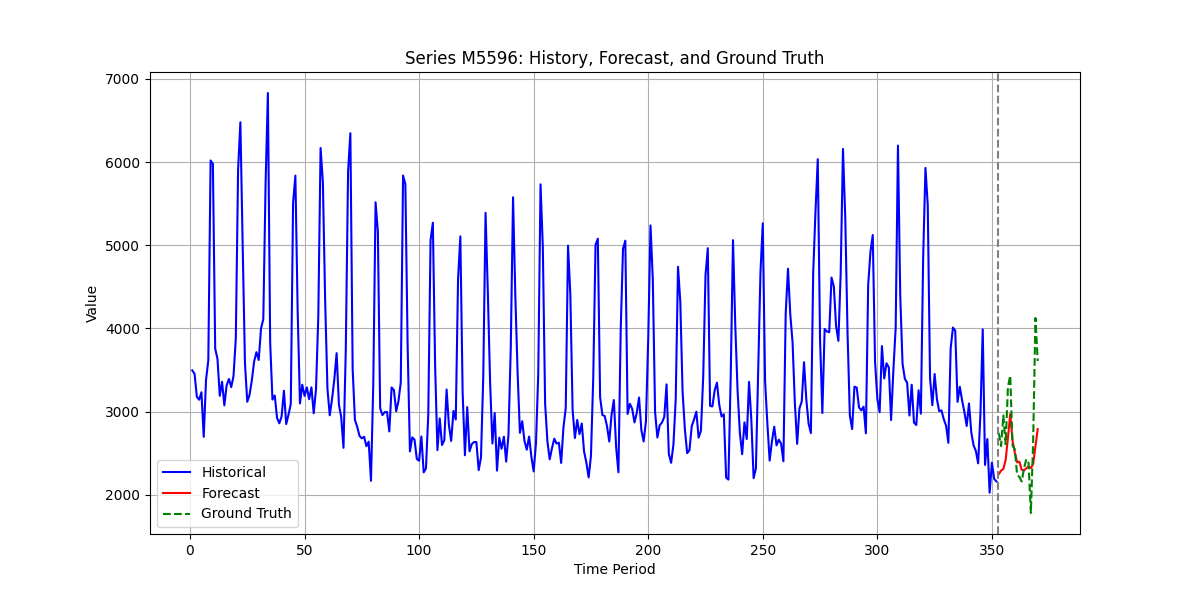 Series M5596: History, Forecast, and Ground Truth
7000
6000
5000
4000
3000
2000
Value
Historical
Forecast
Ground Truth
0 50 100 150 200 250 300 350
Time Period